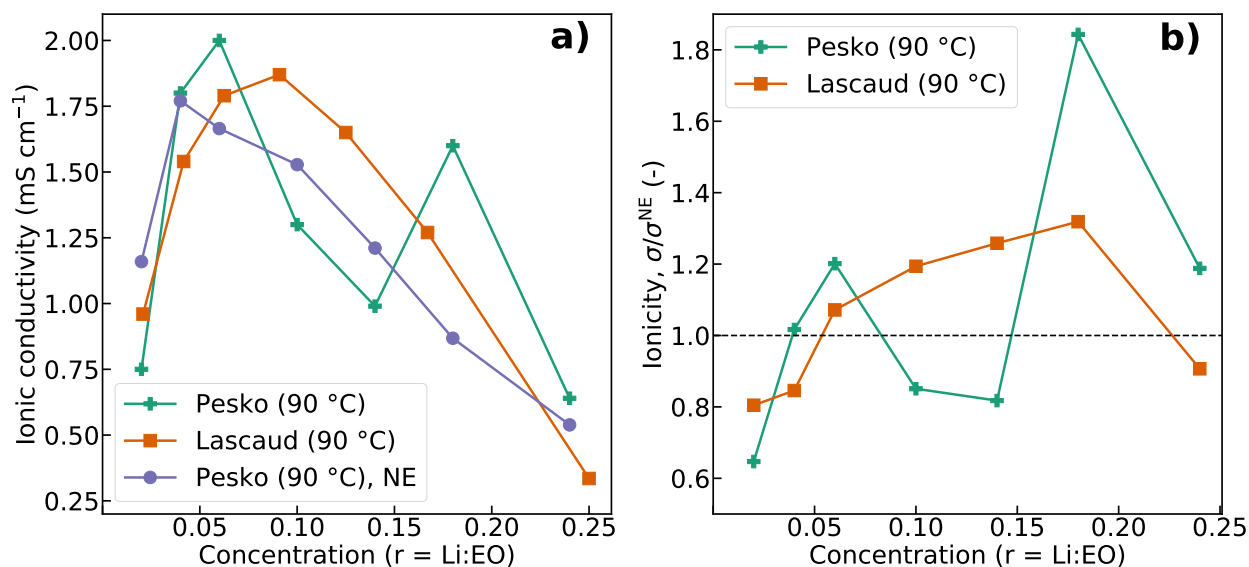 a)
Ionic conductivity (mS cm⁻¹)
2.00
1.75
1.50
1.25
1.00
0.75
0.50
0.25
Pesko (90 °C)
Lascaud (90 °C)
Pesko (90 °C), NE
0.05
0.10
0.15
0.20
0.25
Concentration (r = Li:EO)
b)
Ionicity, σ/σᴺᴱ (-)
1.8
1.6
1.4
1.2
1.0
0.8
0.6
Pesko (90 °C)
Lascaud (90 °C)
0.05
0.10
0.15
0.20
0.25
Concentration (r = Li:EO)